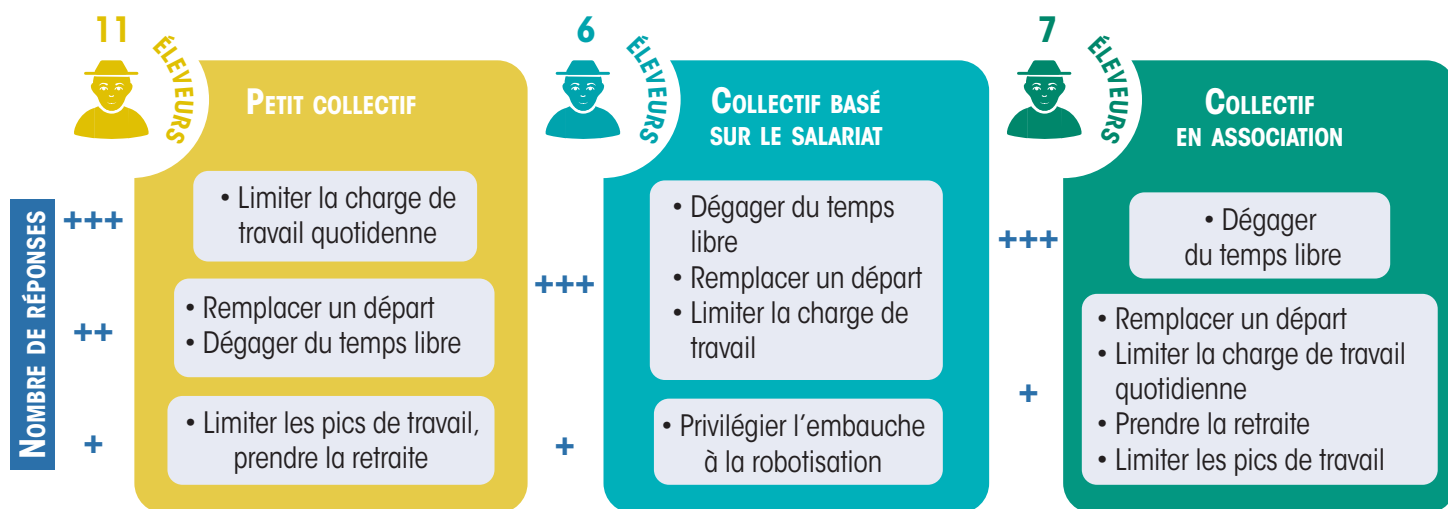 NOMBRE DE RÉPONSES
11
ÉLEVEURS
PETIT COLLECTIF
+++
• Limiter la charge de
travail quotidenne
++
• Remplacer un départ
• Dégager du temps libre
+
• Limiter les pics de travail,
prendre la retraite
6
ÉLEVEURS
COLLECTIF BASÉ
SUR LE SALARIAT
+++
• Dégager du temps
libre
• Remplacer un départ
• Limiter la charge de
travail
+
• Privilégier l’embauche
à la robotisation
7
ÉLEVEURS
COLLECTIF
EN ASSOCIATION
+++
• Dégager
du temps libre
+
• Remplacer un départ
• Limiter la charge de travail
quotidienne
• Prendre la retraite
• Limiter les pics de travail